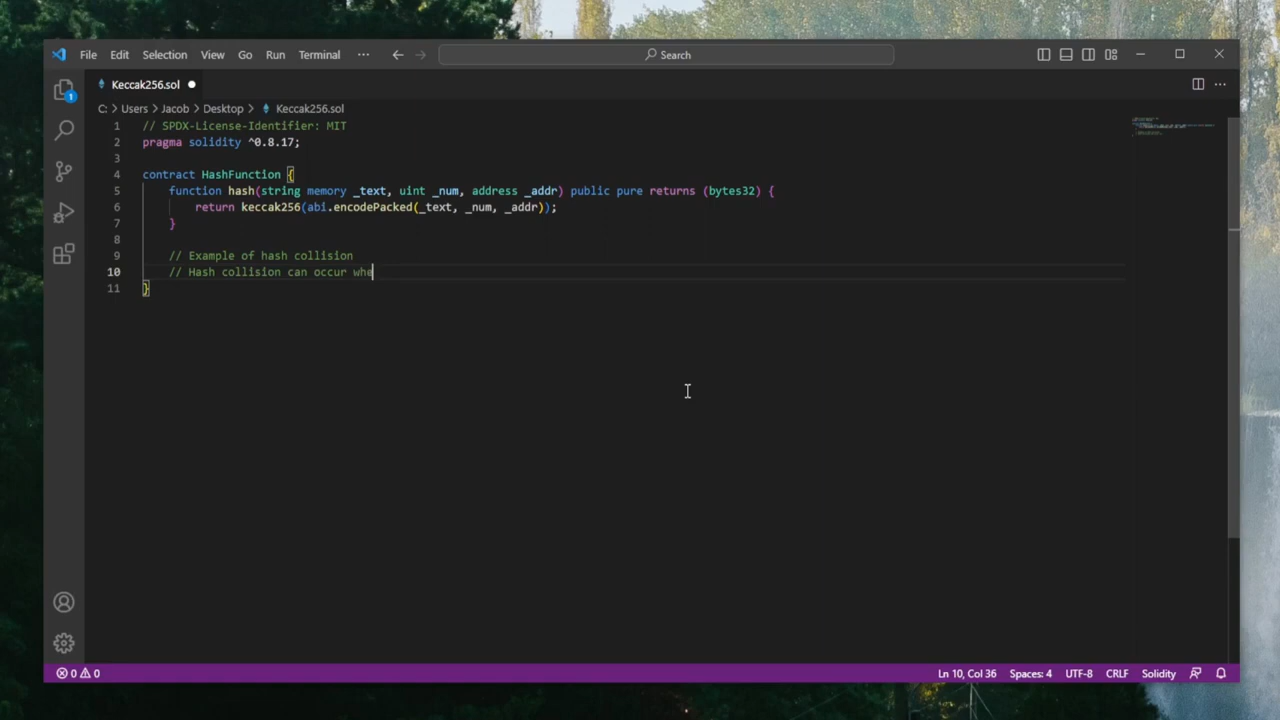 File Edit Selection View Go Run Terminal ··· Search
Keccak256.sol
C: > Users > Jacob > Desktop > Keccak256.sol
1 // SPDX-License-Identifier: MIT
2 pragma solidity ^0.8.17;
3
4 contract HashFunction {
5 function hash(string memory _text, uint _num, address _addr) public pure returns (bytes32) {
6 return keccak256(abi.encodePacked(_text, _num, _addr));
7 }
8
9 // Example of hash collision
10 // Hash collision can occur whe
11 }
1
0 0 Ln 10, Col 36 Spaces: 4 UTF-8 CRLF Solidity